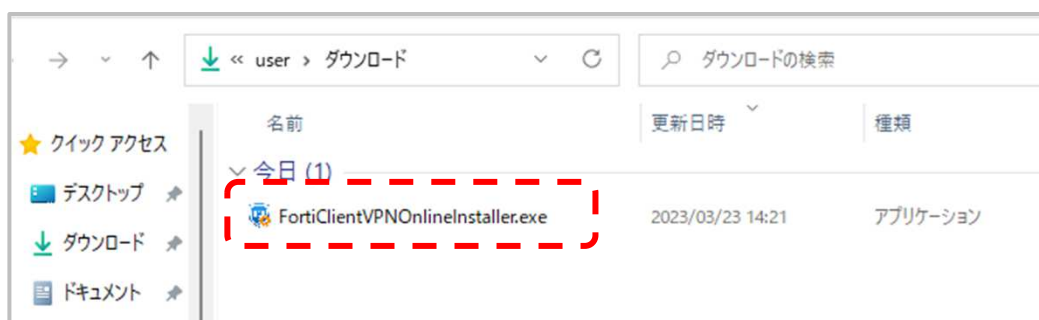 « user › ダウンロード
ダウンロードの検索
クイック アクセス
デスクトップ
ダウンロード
ドキュメント
名前 更新日時 種類
今日 (1)
FortiClientVPNOnlineInstaller.exe 2023/03/23 14:21 アプリケーション